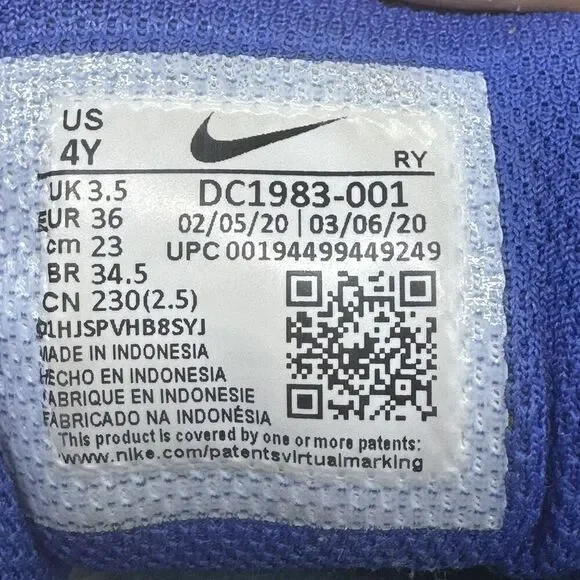 US
4Y
RY
UK 3.5
EUR 36
cm 23
BR 34.5
CN 230(2.5)
DC1983-001
02/05/20 | 03/06/20
UPC 00194499449249
01HJSPVHB8SYJ
MADE IN INDONESIA
HECHO EN INDONESIA
FABRIQUE EN INDONESIE
FABRICADO NA INDONÉSIA
This product is covered by one or more patents:
www.nike.com/patentsvirtualmarking